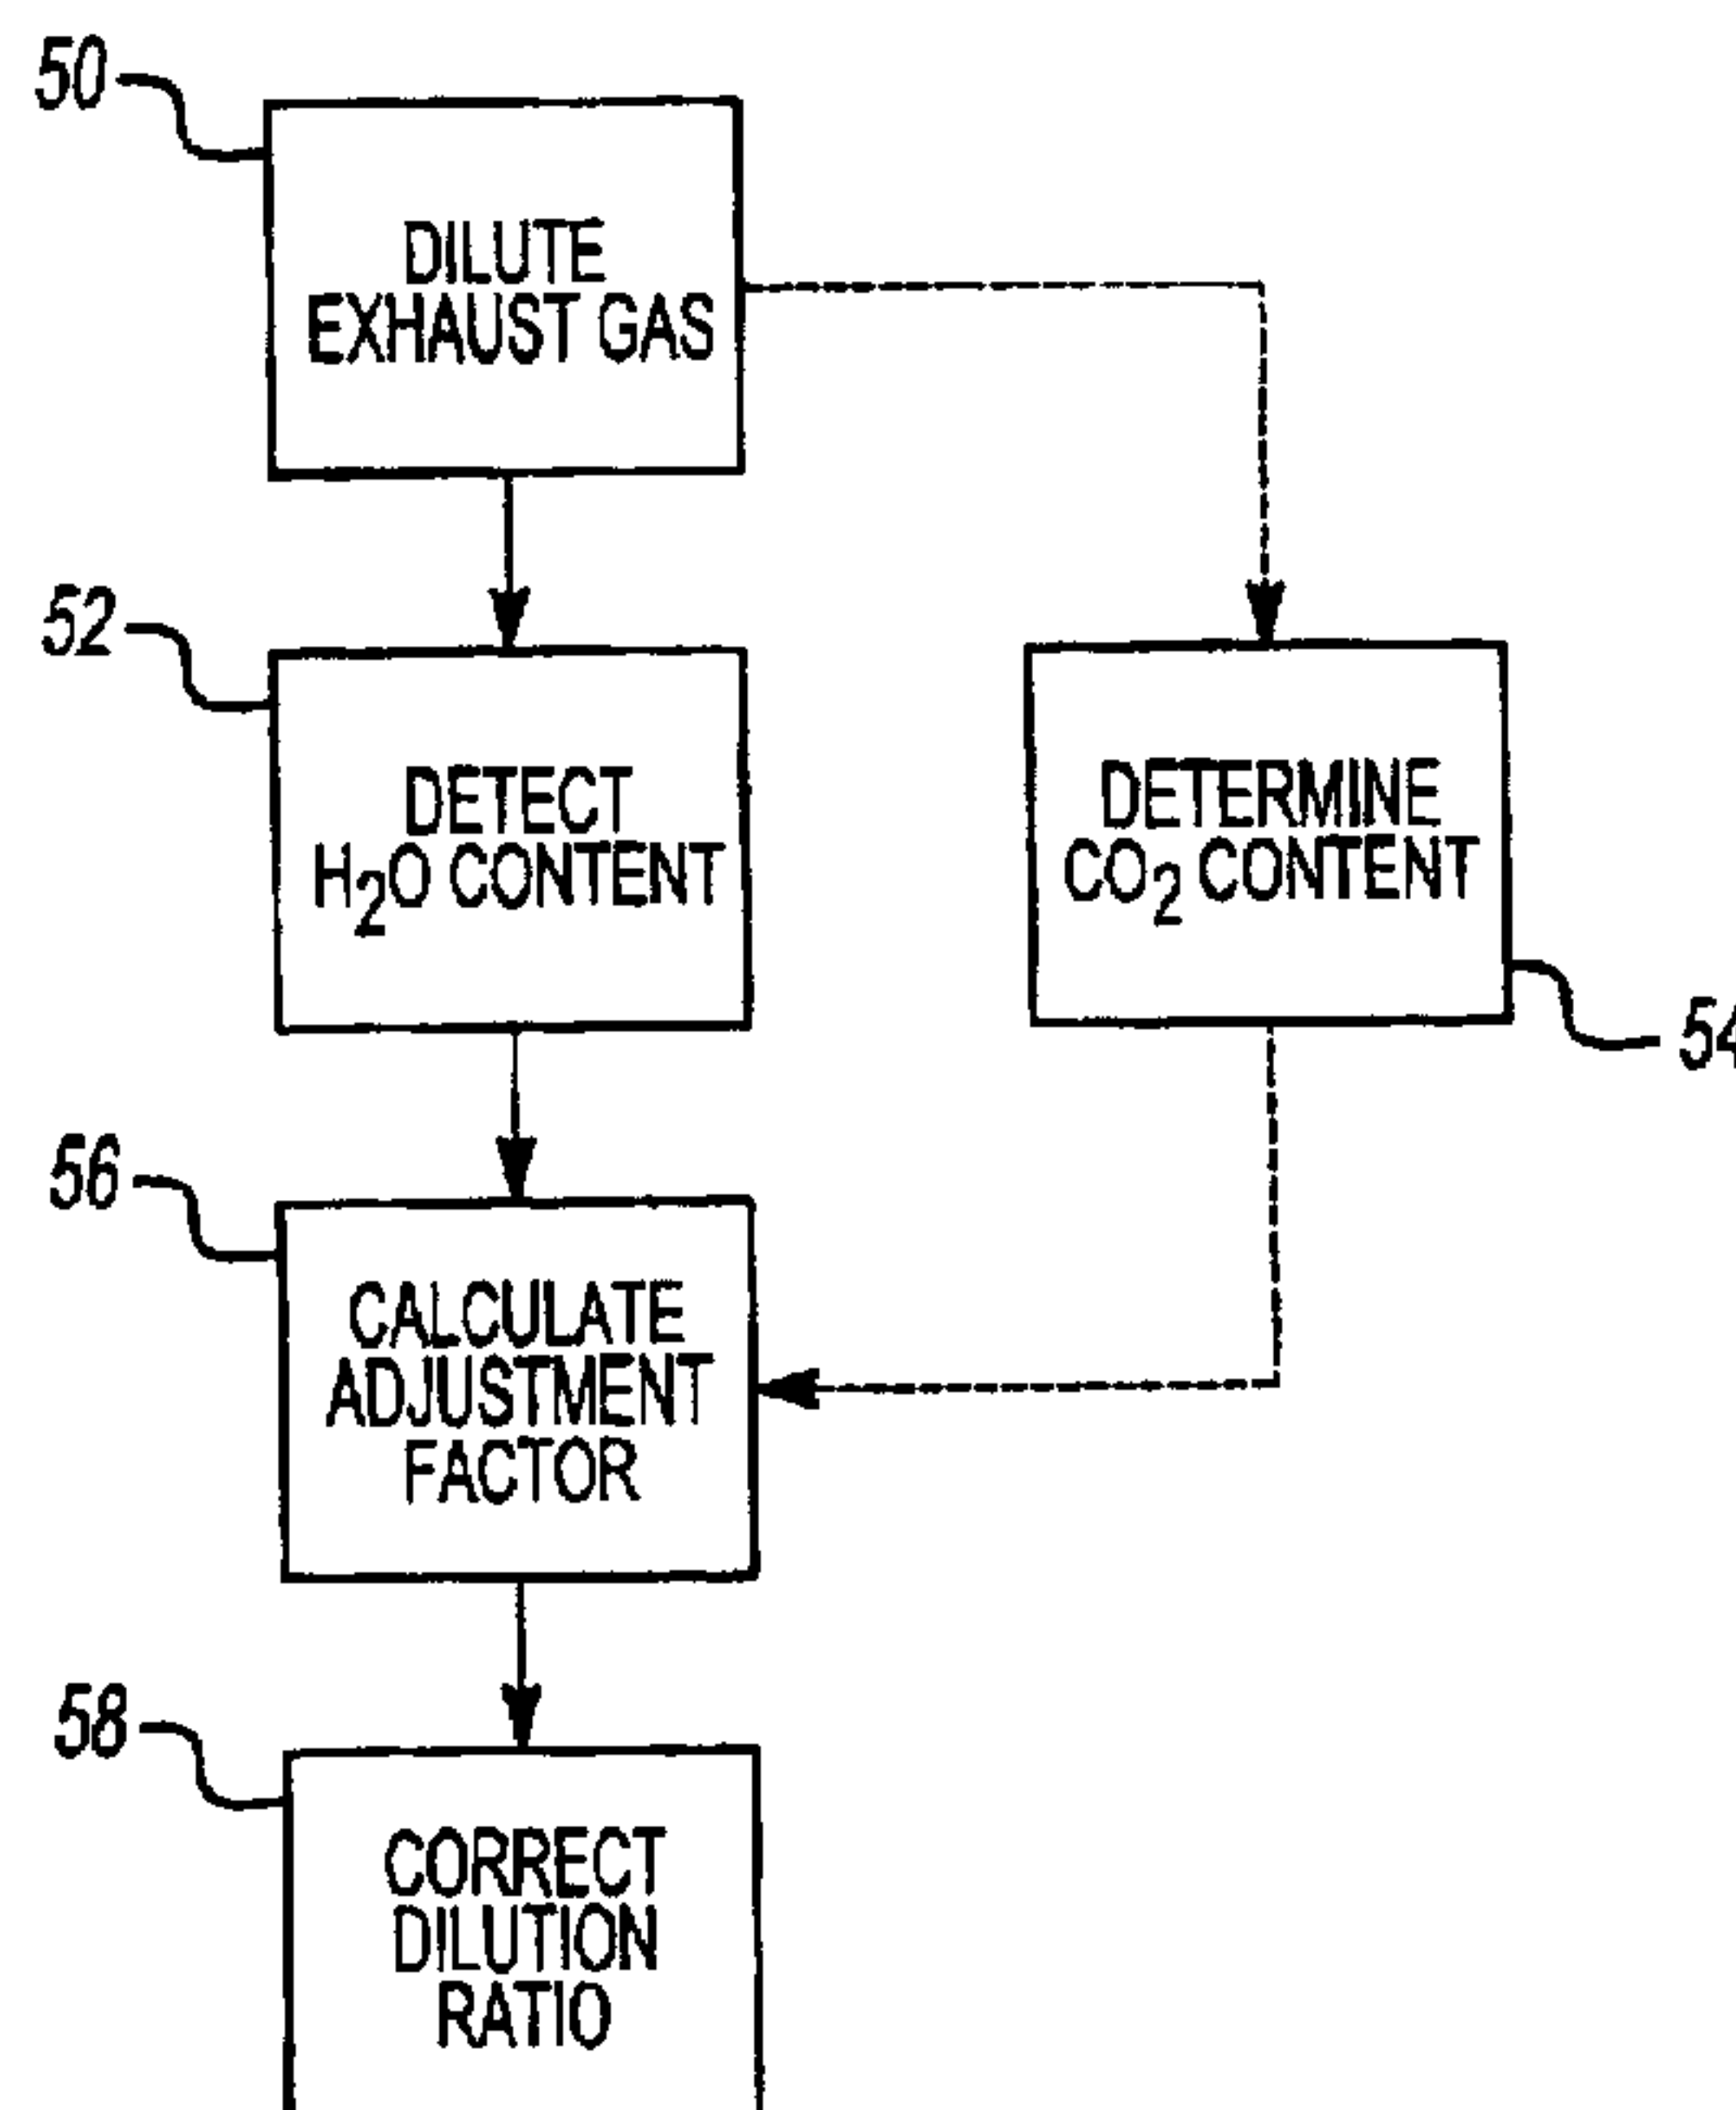 50
DILUTE
EXHAUST GAS
52
DETECT
H₂O CONTENT
DETERMINE
CO₂ CONTENT
54
56
CALCULATE
ADJUSTMENT
FACTOR
58
CORRECT
DILUTION
RATIO